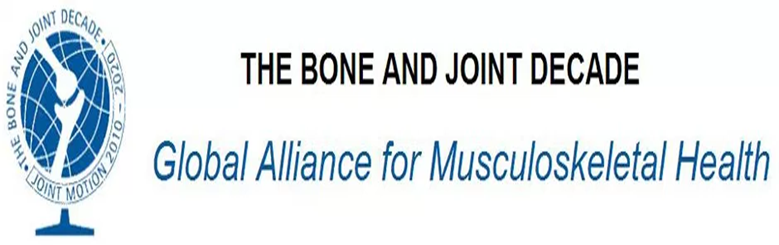 THE BONE AND JOINT DECADE
JOINT MOTION 2010 - 2020
THE BONE AND JOINT DECADE
Global Alliance for Musculoskeletal Health